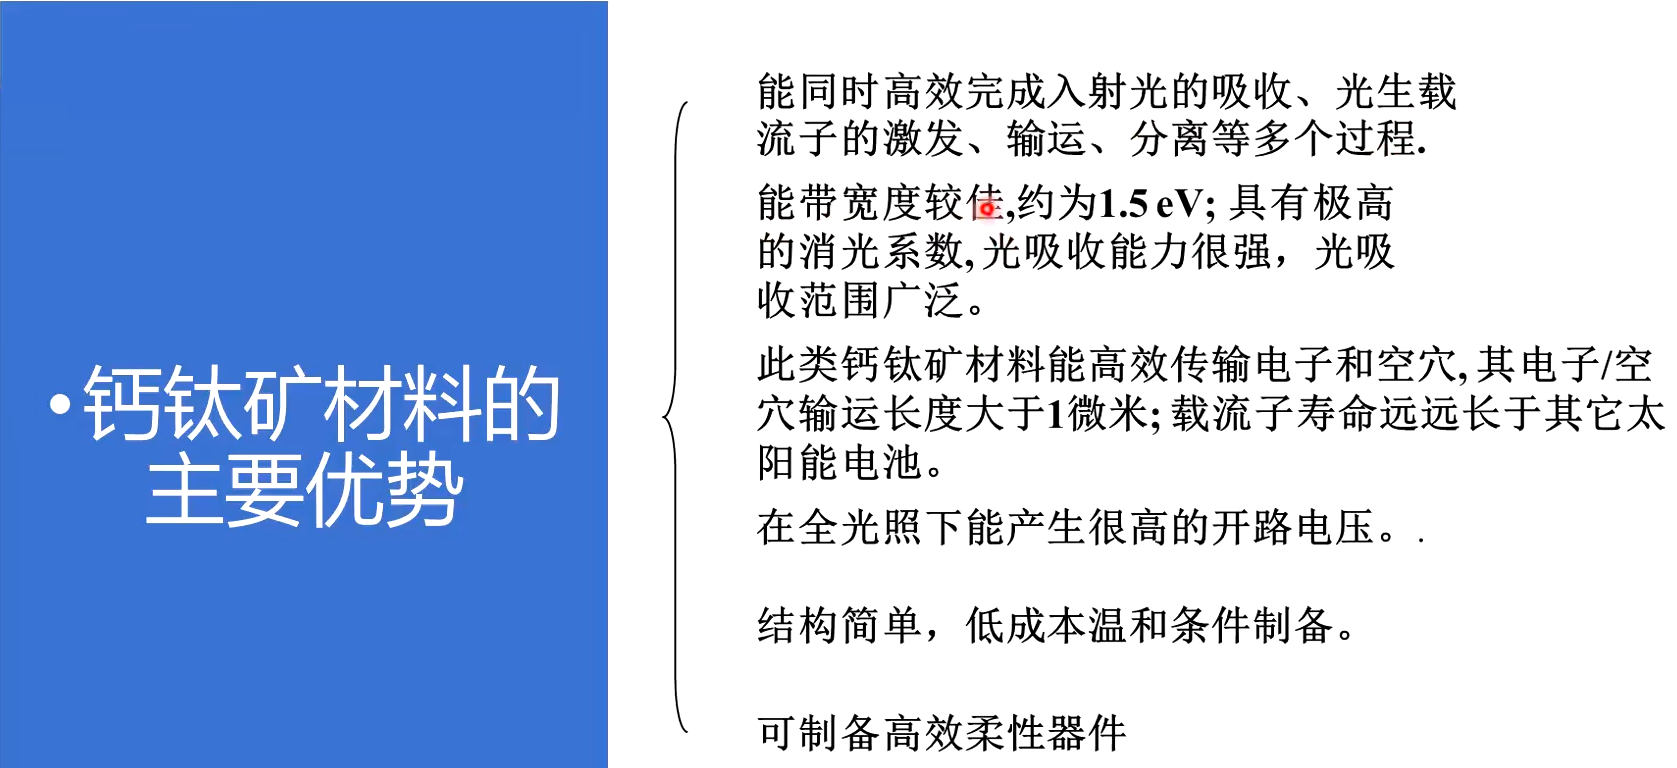 •钙钛矿材料的
主要优势
能同时高效完成入射光的吸收、光生载
流子的激发、输运、分离等多个过程.
能带宽度较佳,约为1.5 eV; 具有极高
的消光系数, 光吸收能力很强，光吸
收范围广泛。
此类钙钛矿材料能高效传输电子和空穴, 其电子/空
穴输运长度大于1微米; 载流子寿命远远长于其它太
阳能电池。
在全光照下能产生很高的开路电压。.
结构简单，低成本温和条件制备。
可制备高效柔性器件